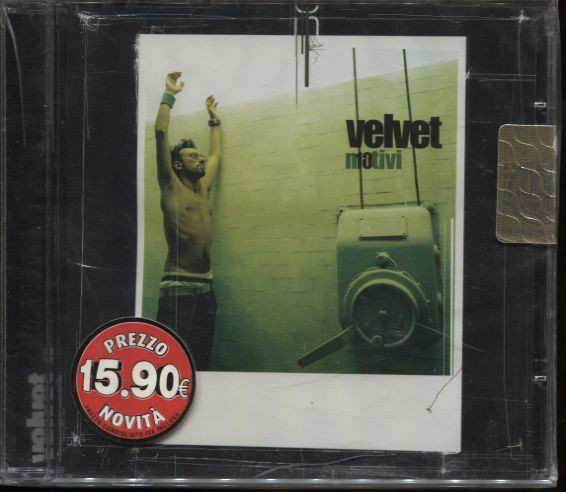 velvet
motivi
velvet
PREZZO
15.90€
NOVITÀ